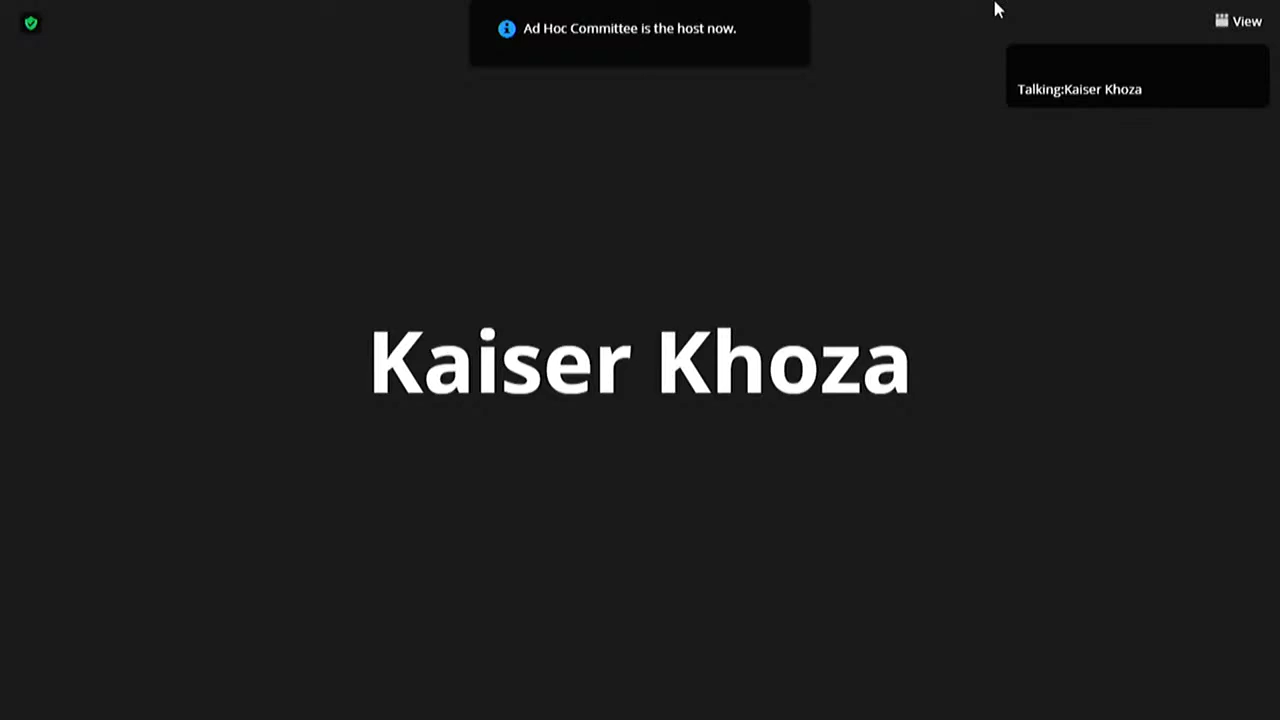 Ad Hoc Committee is the host now.
View
Talking:Kaiser Khoza
Kaiser Khoza